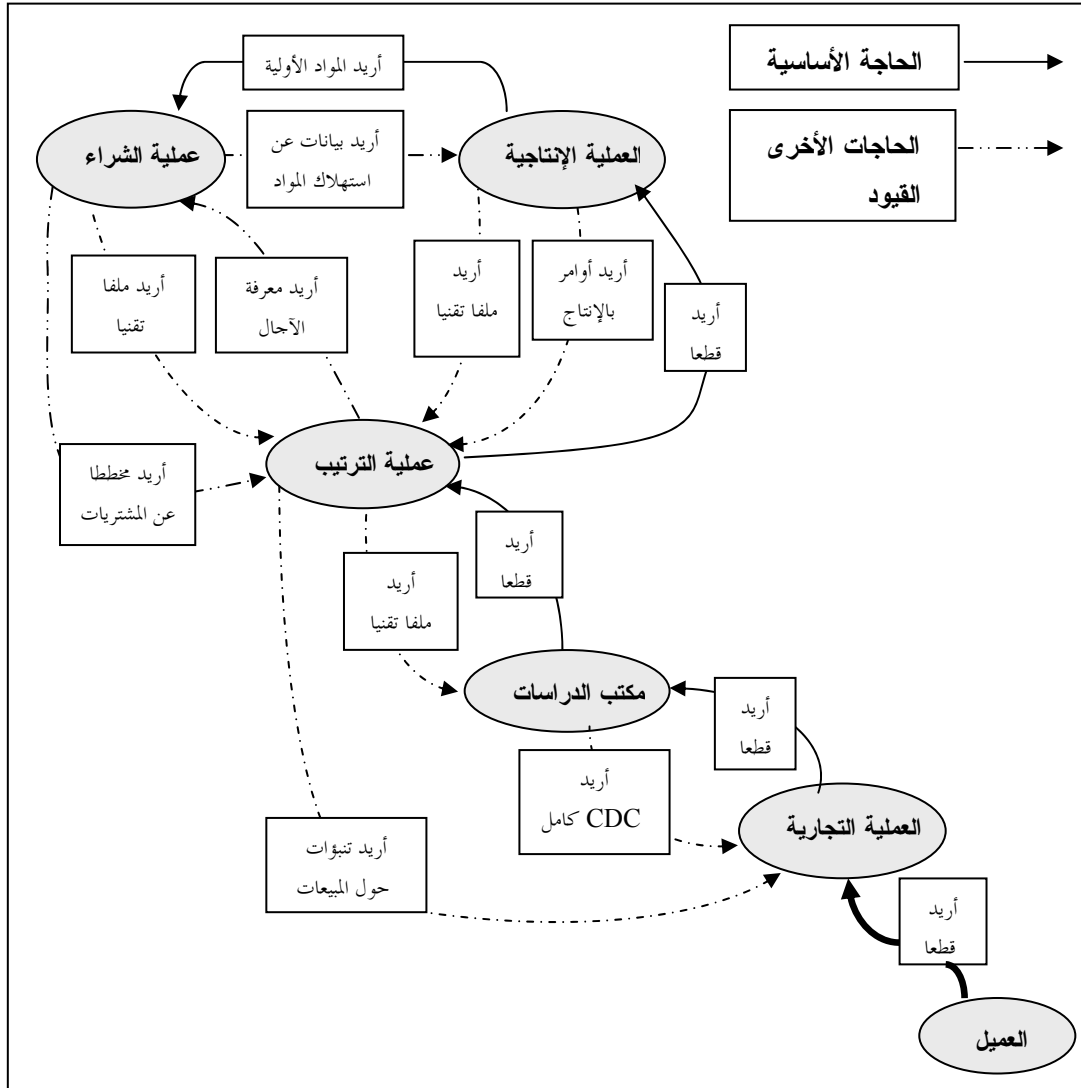 أريد المواد الأولية
الحاجة الأساسية
عملية الشراء
أريد بيانات عن
استهلاك المواد
العملية الإنتاجية
الحاجات الأخرى
القيود
أريد ملفا
تقنيا
أريد معرفة
الآجال
أريد
ملفا تقنيا
أريد أوامر
بالإنتاج
أريد
قطعا
عملية الترتيب
أريد مخططا
عن المشتريات
أريد
ملفا تقنيا
أريد
قطعا
مكتب الدراسات
أريد
قطعا
أريد
CDC كامل
العملية التجارية
أريد تنبؤات
حول المبيعات
أريد
قطعا
العميل